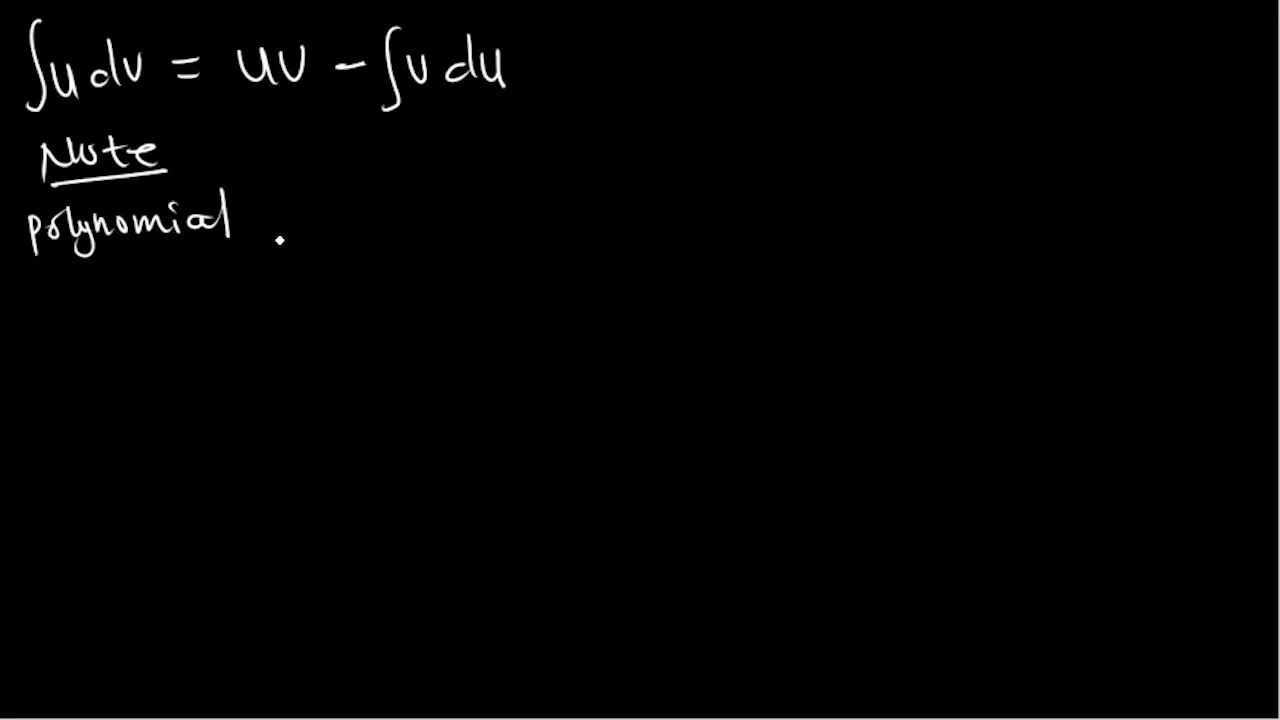 ∫u dv = uv − ∫v du
Note
polynomial